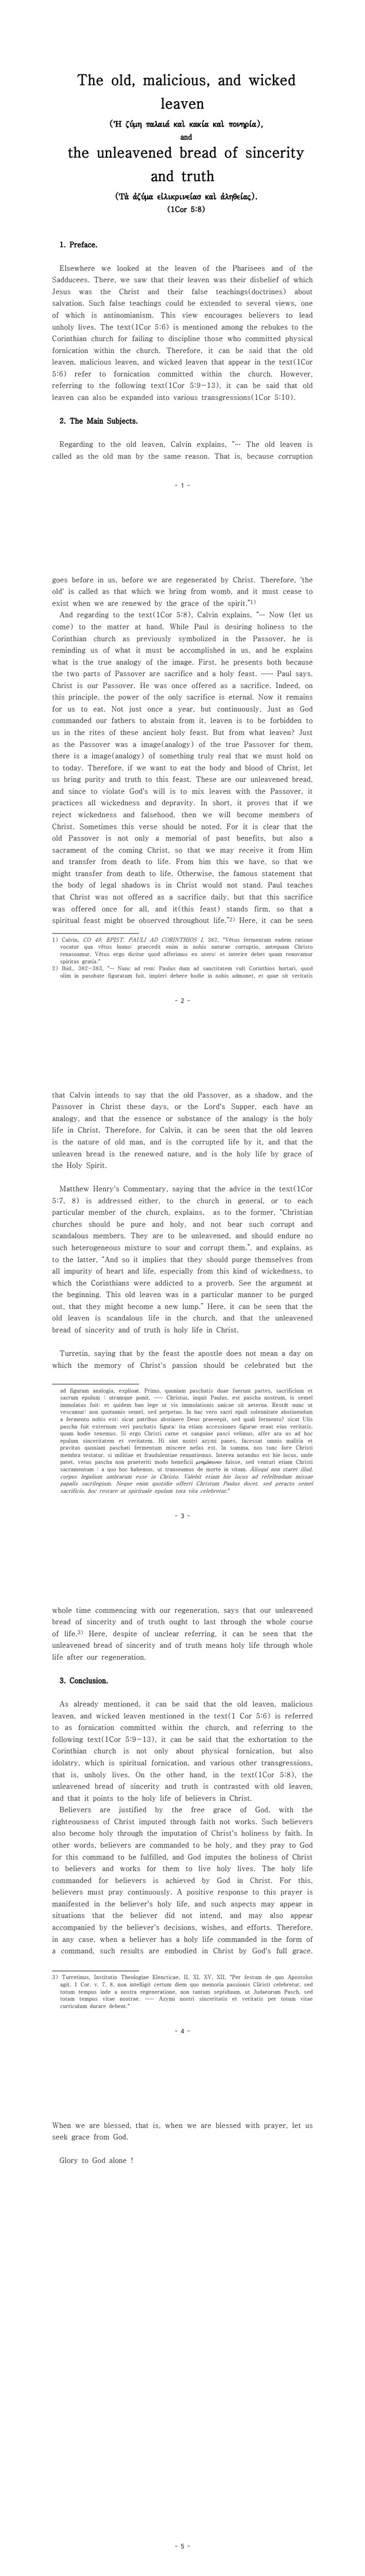 The old, malicious, and wicked
leaven
(Ἡ ζύμη παλαιά καὶ κακία καὶ πονηρία),
and
the unleavened bread of sincerity
and truth
(Τὰ ἀζύμα εἰλικρινείασ καὶ ἀληθείας).
(1Cor 5:8)
1. Preface.
Elsewhere we looked at the leaven of the Pharisees and of the
Sadducees. There, we saw that their leaven was their disbelief of which
Jesus was the Christ and their false teachings(doctrines) about
salvation. Such false teachings could be extended to several views, one
of which is antinomianism. This view encourages believers to lead
unholy lives. The text(1Cor 5:6) is mentioned among the rebukes to the
Corinthian church for failing to discipline those who committed physical
fornication within the church. Therefore, it can be said that the old
leaven, malicious leaven, and wicked leaven that appear in the text(1Cor
5:6) refer to fornication committed within the church. However,
referring to the following text(1Cor 5:9-13), it can be said that old
leaven can also be expanded into various transgressions(1Cor 5:10).
2. The Main Subjects.
Regarding to the old leaven, Calvin explains, "… The old leaven is
called as the old man by the same reason. That is, because corruption
- 1 -
goes before in us, before we are regenerated by Christ. Therefore, 'the
old' is called as that which we bring from womb, and it must cease to
exist when we are renewed by the grace of the spirit."1)
And regarding to the text(1Cor 5:8), Calvin explains, "… Now (let us
come) to the matter at hand. While Paul is desiring holiness to the
Corinthian church as previously symbolized in the Passover, he is
reminding us of what it must be accomplished in us, and he explains
what is the true analogy of the image. First, he presents both because
the two parts of Passover are sacrifice and a holy feast. …… Paul says,
Christ is our Passover. He was once offered as a sacrifice. Indeed, on
this principle, the power of the only sacrifice is eternal. Now it remains
for us to eat. Not just once a year, but continuously. Just as God
commanded our fathers to abstain from it, leaven is to be forbidden to
us in the rites of these ancient holy feast. But from what leaven? Just
as the Passover was a image(analogy) of the true Passover for them,
there is a image(analogy) of something truly real that we must hold on
to today. Therefore, if we want to eat the body and blood of Christ, let
us bring purity and truth to this feast. These are our unleavened bread,
and since to violate God's will is to mix leaven with the Passover, it
practices all wickedness and depravity. In short, it proves that if we
reject wickedness and falsehood, then we will become members of
Christ. Sometimes this verse should be noted. For it is clear that the
old Passover is not only a memorial of past benefits, but also a
sacrament of the coming Christ, so that we may receive it from Him
and transfer from death to life. From him this we have, so that we
might transfer from death to life. Otherwise, the famous statement that
the body of legal shadows is in Christ would not stand. Paul teaches
that Christ was not offered as a sacrifice daily, but that this sacrifice
was offered once for all, and it(this feast) stands firm, so that a
spiritual feast might be observed throughout life."2) Here, it can be seen
1) Calvin, CO 49, EPIST. PAULI AD CORINTHIOS I, 382, "Vĕtus fermentum eadem ratione
vocatur qua vĕtus homo: praecedit enim in nobis naturae corruptio, antequam Christo
renascamur. Vĕtus ergo dicitur quod afferimus ex utero: et interire debet quum renovamur
spiritus gratia."
2) Ibid., 382-383, "… Nunc ad rem: Paulus dum ad sanctitatem vult Corinthios hortari, quod
olim in paschate figuratum fuit, impleri debere hodie in nobis admonet, et quae sit veritatis
- 2 -
that Calvin intends to say that the old Passover, as a shadow, and the
Passover in Christ these days, or the Lord's Supper, each have an
analogy, and that the essence or substance of the analogy is the holy
life in Christ. Therefore, for Calvin, it can be seen that the old leaven
is the nature of old man, and is the corrupted life by it, and that the
unleaven bread is the renewed nature, and is the holy life by grace of
the Holy Spirit.
Matthew Henry's Commentary, saying that the advice in the text(1Cor
5:7, 8) is addressed either, to the church in general, or to each
particular member of the church, explains, as to the former, "Christian
churches should be pure and holy, and not bear such corrupt and
scandalous members. They are to be unleavened, and should endure no
such heterogeneous mixture to sour and corrupt them.", and explains, as
to the latter, "And so it implies that they should purge themselves from
all impurity of heart and life, especially from this kind of wickedness, to
which the Corinthians were addicted to a proverb. See the argument at
the beginning. This old leaven was in a particular manner to be purged
out, that they might become a new lump." Here, it can be seen that the
old leaven is scandalous life in the church, and that the unleavened
bread of sincerity and of truth is holy life in Christ.
Turretin, saying that by the feast the apostle does not mean a day on
which the memory of Christ's passion should be celebrated but the
ad figuram analogia, explicat. Primo, quoniam paschatis duae fuerunt partes, sacrificium et
sacrum epulum : utramque ponit. …… Christus, inquit Paulus, est pascha nostrum, is semel
immulatus fuit: et quidem hac lege ut vis immolationis unicae sit aeterna. Restăt nunc ut
vescamur: non quotannis semel, sed perpetuo. In hac vero sacri epuli solennitate abstinendum
a fermento nobis est: sicut patribus abstinere Deus praecepit, sed quali fermento? sicut Ulis
pascha fuit externum veri paschatis figura: ita etiam accessiones figurae erant eius veritatis,
quam hodie tenemus. Si ergo Christi carne et sanguine pasci velimus, affer ara us ad hoc
epulum sinceritatem et veritatem. Hi sint nostri azymi panes, facessat omnis malitia et
pravitas quoniam paschati fermentum miscere nefas est. In summa, nos tunc fore Christi
membra testatur, si militiae et fraudulentiae renuntiemus. Interea notandus est hic locus, unde
patet, vetus pascha non praeteriti modo beneficii fuisse, sed venturi etiam Christi
sacramentum : a quo hoc habemus, ut transeamus de morte in vitam. Alioqui non staret illud,
corpus legalium umbrarum esse in Christo. Valebit etiam hic locus ad refellendum missae
papalis sacrilegium. Neque enim quotidie offerri Christum Paulus docet, sed peracto semel
sacrificio, hoc restare ut spirituale epulum tota vita celebretur."
- 3 -
whole time commencing with our regeneration, says that our unleavened
bread of sincerity and of truth ought to last through the whole course
of life.3) Here, despite of unclear referring, it can be seen that the
unleavened bread of sincerity and of truth means holy life through whole
life after our regeneration.
3. Conclusion.
As already mentioned, it can be said that the old leaven, malicious
leaven, and wicked leaven mentioned in the text(1 Cor 5:6) is referred
to as fornication committed within the church, and referring to the
following text(1Cor 5:9-13), it can be said that the exhortation to the
Corinthian church is not only about physical fornication, but also
idolatry, which is spiritual fornication, and various other transgressions,
that is, unholy lives. On the other hand, in the text(1Cor 5:8), the
unleavened bread of sincerity and truth is contrasted with old leaven,
and that it points to the holy life of believers in Christ.
Believers are justified by the free grace of God, with the
righteousness of Christ imputed through faith not works. Such believers
also become holy through the imputation of Christ's holiness by faith. In
other words, believers are commanded to be holy, and they pray to God
for this command to be fulfilled, and God imputes the holiness of Christ
to believers and works for them to live holy lives. The holy life
commanded for believers is achieved by God in Christ. For this,
believers must pray continuously. A positive response to this prayer is
manifested in the believer's holy life, and such aspects may appear in
situations that the believer did not intend, and may also appear
accompanied by the believer's decisions, wishes, and efforts. Therefore,
in any case, when a believer has a holy life commanded in the form of
a command, such results are embodied in Christ by God's full grace.
3) Turretinus, Institutio Theologiae Elencticae, II, XI, XV, XII, "Per festum de quo Apostolus
agit, I Cor. v. 7, 8, non intelligit certum diem quo memoria passionis Cliristi celebretur, sed
totum tempus inde a nostra regeneratione, non tantum septiduum, ut Judaeorum Pasch, sed
totam tempus vitae nostrae. …… Azymi nostri sinceritatis et veritatis per totum vitae
curriculum durare debent."
- 4 -
When we are blessed, that is, when we are blessed with prayer, let us
seek grace from God.
Glory to God alone !
- 5 -